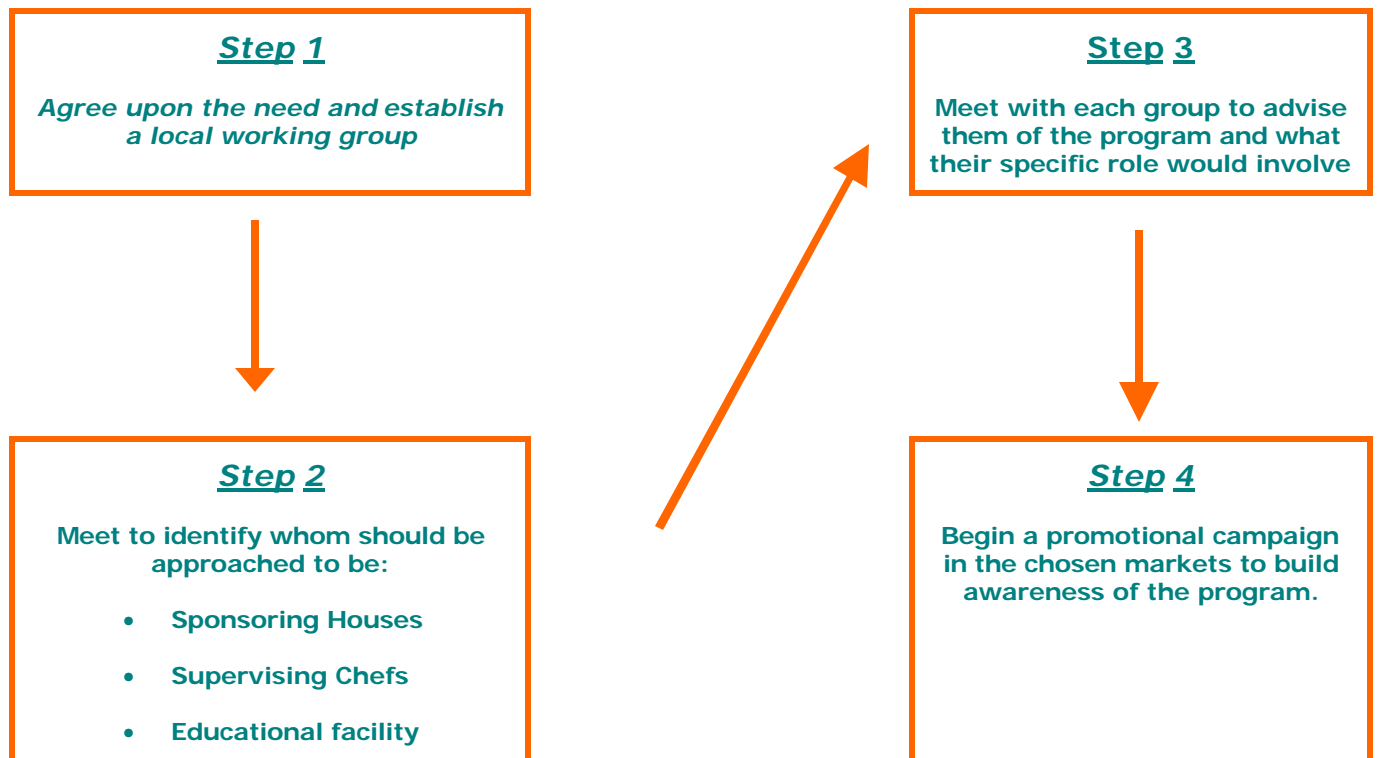 Step 1
Agree upon the need and establish
a local working group
Step 2
Meet to identify whom should be
approached to be:
• Sponsoring Houses
• Supervising Chefs
• Educational facility
Step 3
Meet with each group to advise
them of the program and what
their specific role would involve
Step 4
Begin a promotional campaign
in the chosen markets to build
awareness of the program.